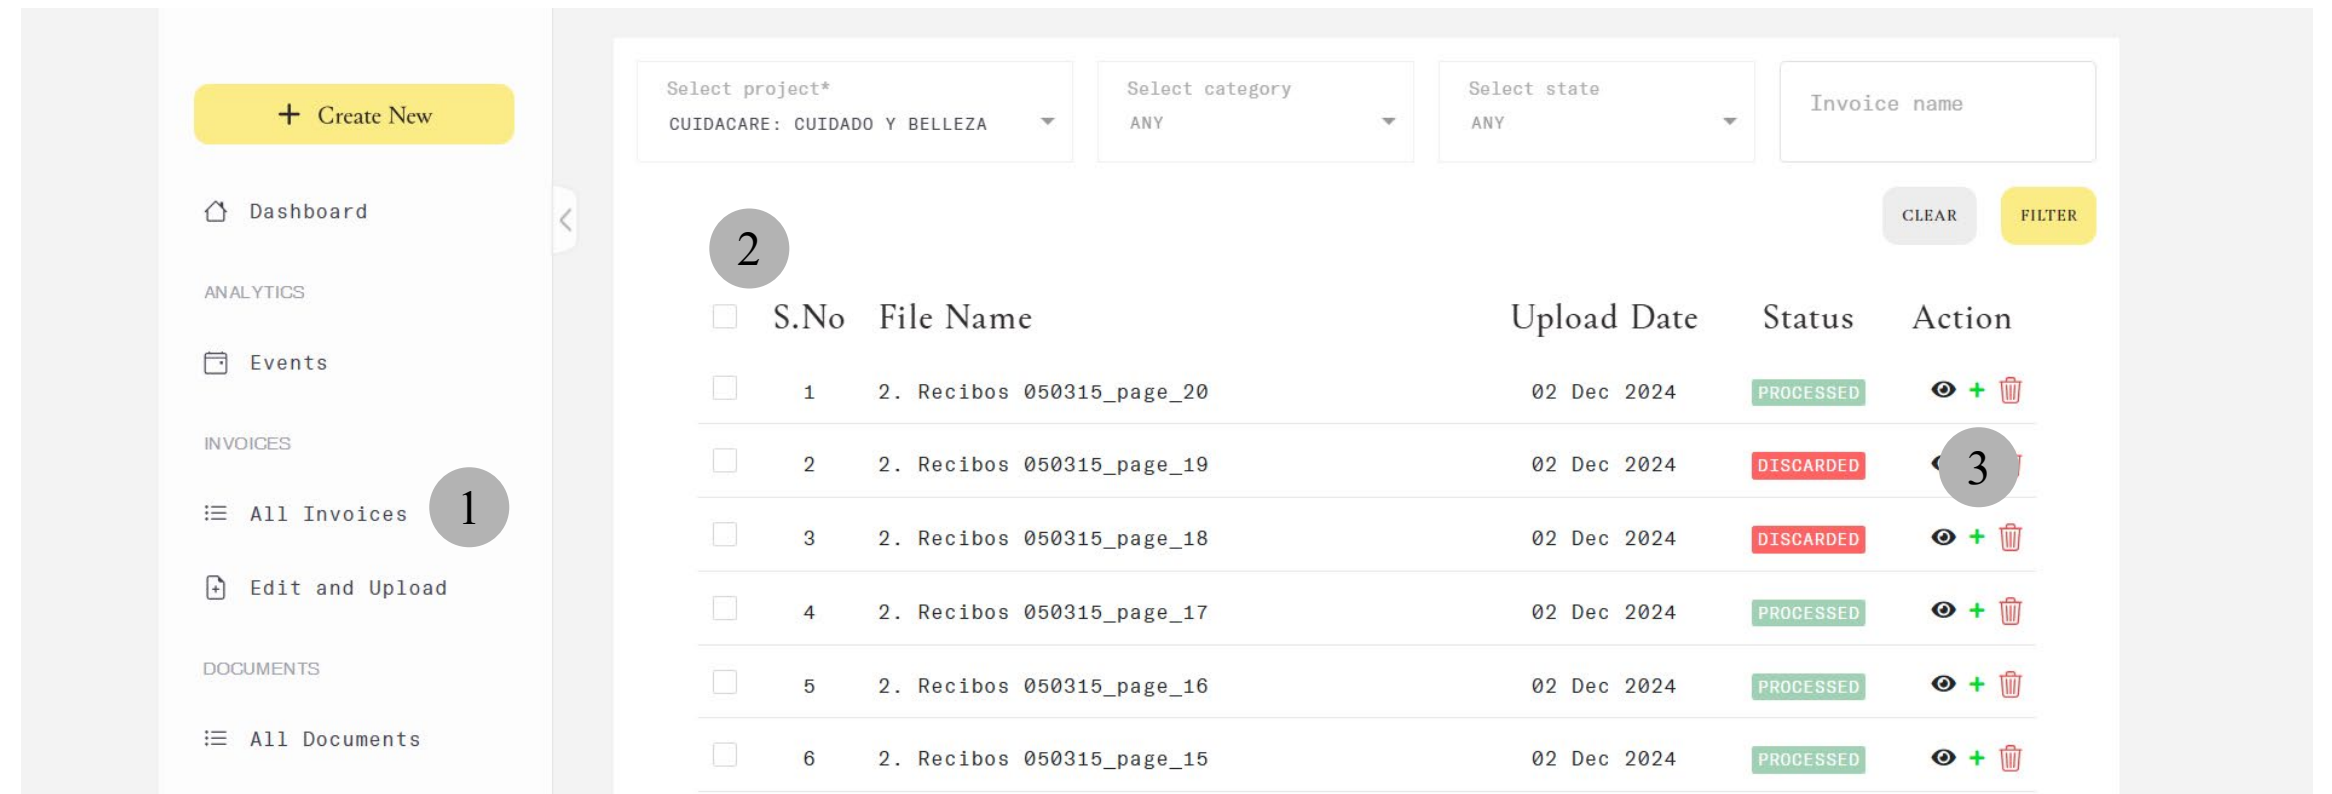 Create New
Dashboard
ANALYTICS
Events
INVOICES
All Invoices 1
Edit and Upload
DOCUMENTS
All Documents
Select project*
CUIDACARE: CUIDADO Y BELLEZA
Select category
ANY
Select state
ANY
Invoice name
CLEAR FILTER
2
S.No File Name Upload Date Status Action
1 2. Recibos 050315_page_20 02 Dec 2024 PROCESSED
2 2. Recibos 050315_page_19 02 Dec 2024 DISCARDED 3
3 2. Recibos 050315_page_18 02 Dec 2024 DISCARDED
4 2. Recibos 050315_page_17 02 Dec 2024 PROCESSED
5 2. Recibos 050315_page_16 02 Dec 2024 PROCESSED
6 2. Recibos 050315_page_15 02 Dec 2024 PROCESSED